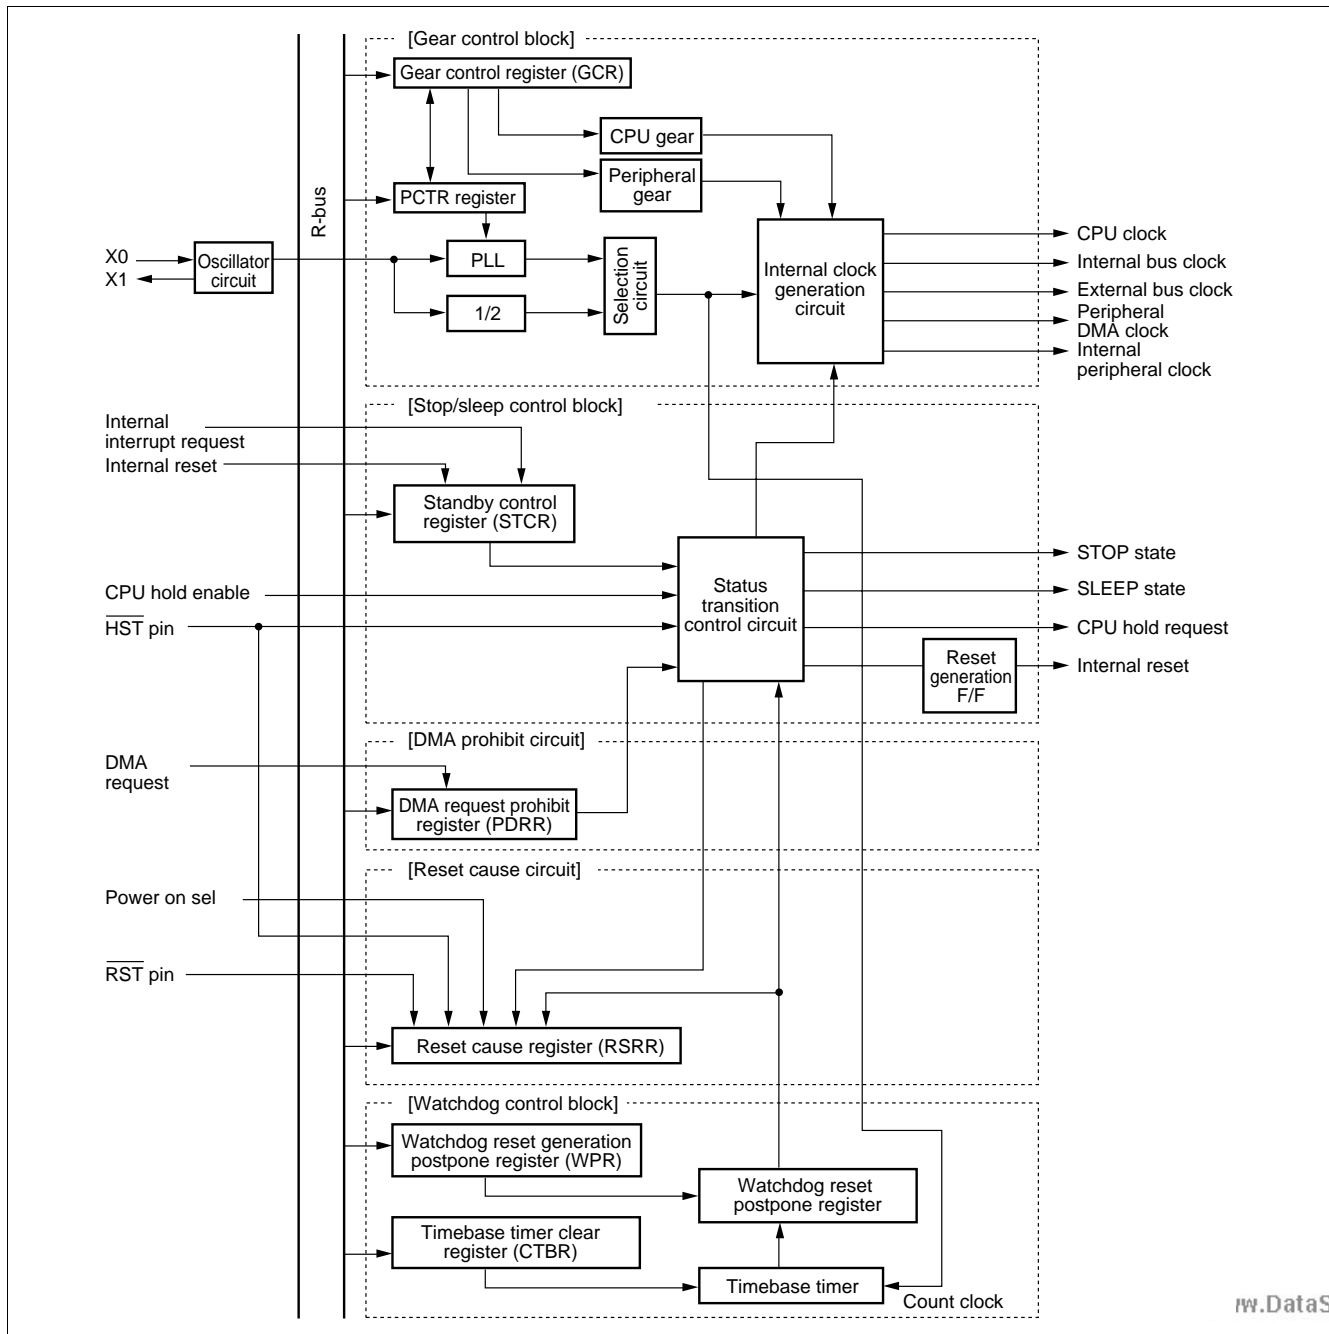 [Gear control block]
Gear control register (GCR)
CPU gear
Peripheral
gear
R-bus
PCTR register
X0
X1
Oscillator
circuit
PLL
1/2
Selection
circuit
Internal clock
generation
circuit
CPU clock
Internal bus clock
External bus clock
Peripheral
DMA clock
Internal
peripheral clock
[Stop/sleep control block]
Internal
interrupt request
Internal reset
Standby control
register (STCR)
CPU hold enable
HST pin
Status
transition
control circuit
STOP state
SLEEP state
CPU hold request
Reset
generation
F/F
Internal reset
[DMA prohibit circuit]
DMA
request
DMA request prohibit
register (PDRR)
[Reset cause circuit]
Power on sel
RST pin
Reset cause register (RSRR)
[Watchdog control block]
Watchdog reset generation
postpone register (WPR)
Watchdog reset
postpone register
Timebase timer clear
register (CTBR)
Timebase timer
Count clock
w.DataS